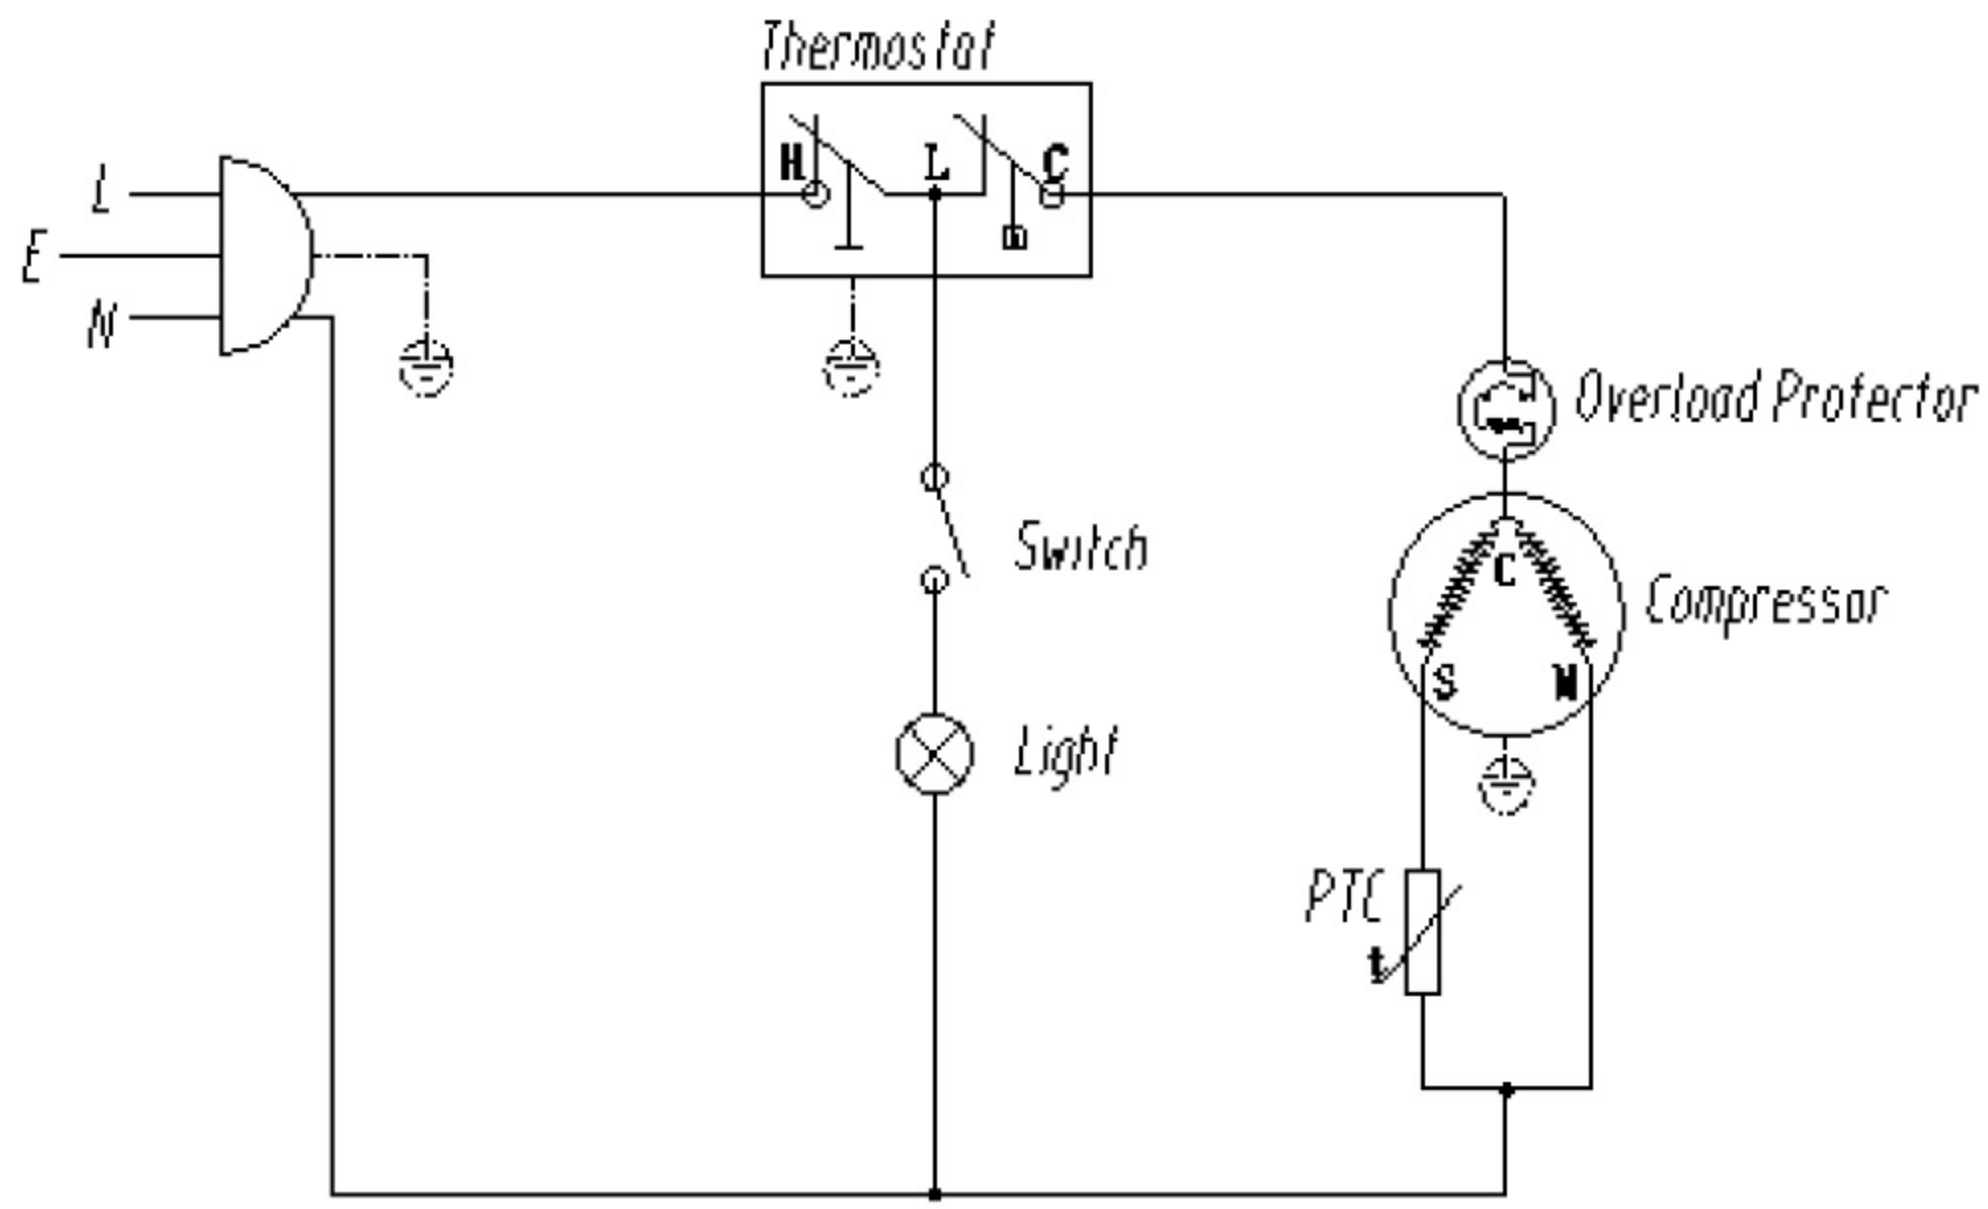 Thermostat
H L C
L
E
N
Overload Protector
Switch
C
Compressor
S M
Light
PTC
t